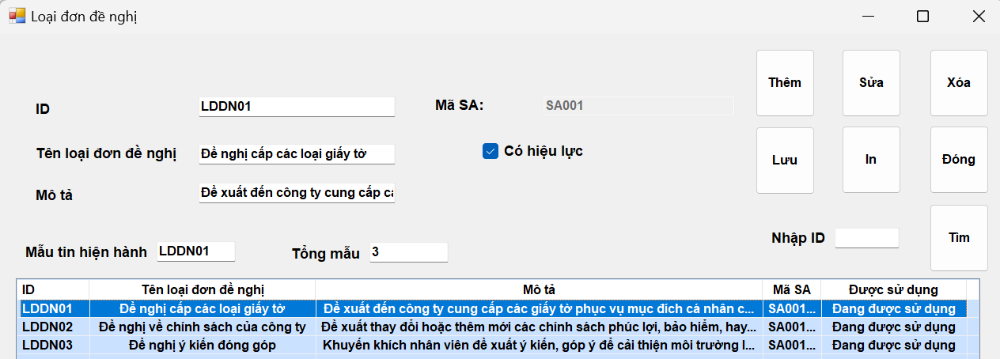 Loại đơn đề nghị
Thêm Sửa Xóa
ID LDDN01 Mã SA: SA001
Tên loại đơn đề nghị Đề nghị cấp các loại giấy tờ Có hiệu lực
Lưu In Đóng
Mô tả Đề xuất đến công ty cung cấp cá
Nhập ID Tìm
Mẫu tin hiện hành LDDN01 Tổng mẫu 3
ID Tên loại đơn đề nghị Mô tả Mã SA Được sử dụng
LDDN01 Đề nghị cấp các loại giấy tờ Đề xuất đến công ty cung cấp các giấy tờ phục vụ mục đích cá nhân c... SA001... Đang được sử dụng
LDDN02 Đề nghị về chính sách của công ty Đề xuất thay đổi hoặc thêm mới các chính sách phúc lợi, bảo hiểm, hay... SA001... Đang được sử dụng
LDDN03 Đề nghị ý kiến đóng góp Khuyến khích nhân viên đề xuất ý kiến, góp ý để cải thiện môi trường l... SA001... Đang được sử dụng